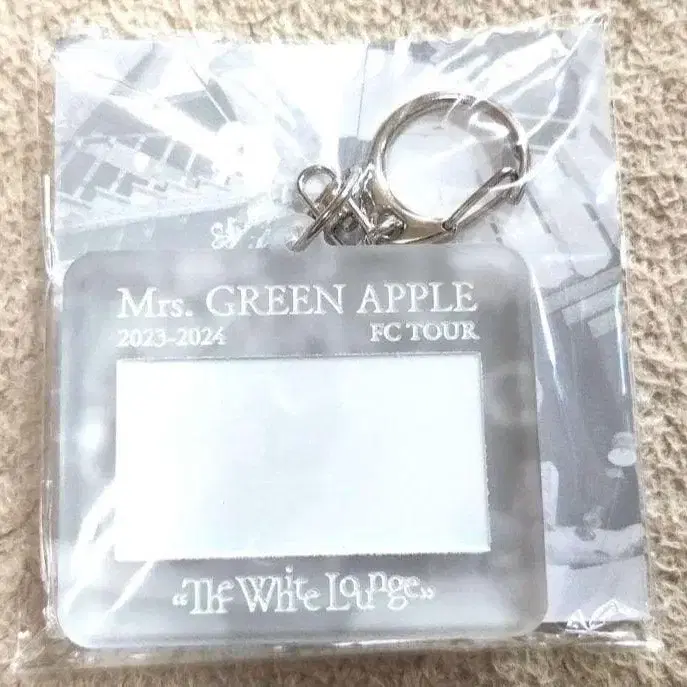 Mrs. GREEN APPLE
2023-2024 FC TOUR
“The White Lounge”